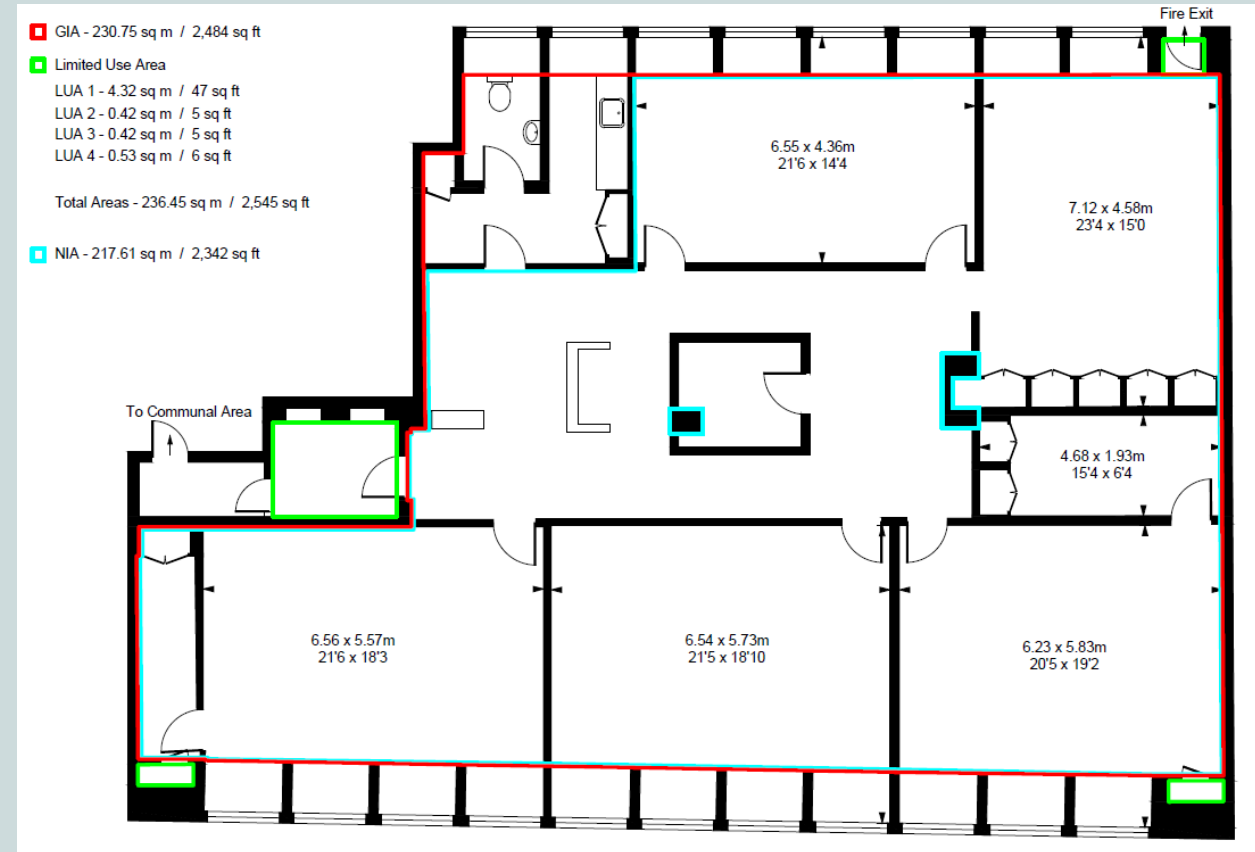 GIA - 230.75 sq m / 2,484 sq ft
Limited Use Area
LUA 1 - 4.32 sq m / 47 sq ft
LUA 2 - 0.42 sq m / 5 sq ft
LUA 3 - 0.42 sq m / 5 sq ft
LUA 4 - 0.53 sq m / 6 sq ft
Total Areas - 236.45 sq m / 2,545 sq ft
NIA - 217.61 sq m / 2,342 sq ft
Fire Exit
6.55 x 4.36m
21'6 x 14'4
7.12 x 4.58m
23'4 x 15'0
To Communal Area
4.68 x 1.93m
15'4 x 6'4
6.56 x 5.57m
21'6 x 18'3
6.54 x 5.73m
21'5 x 18'10
6.23 x 5.83m
20'5 x 19'2